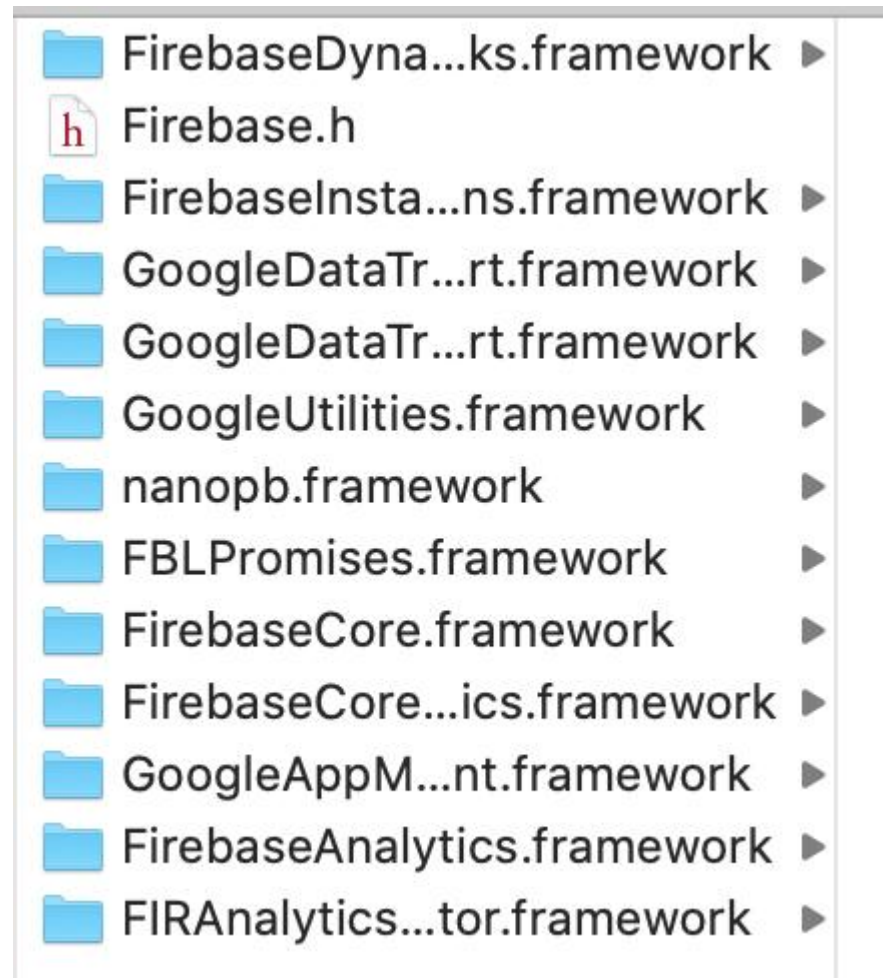 FirebaseDyna...ks.framework
h Firebase.h
FirebaseInsta...ns.framework
GoogleDataTr...rt.framework
GoogleDataTr...rt.framework
GoogleUtilities.framework
nanopb.framework
FBLPromises.framework
FirebaseCore.framework
FirebaseCore...ics.framework
GoogleAppM...nt.framework
FirebaseAnalytics.framework
FIRAnalytics...tor.framework